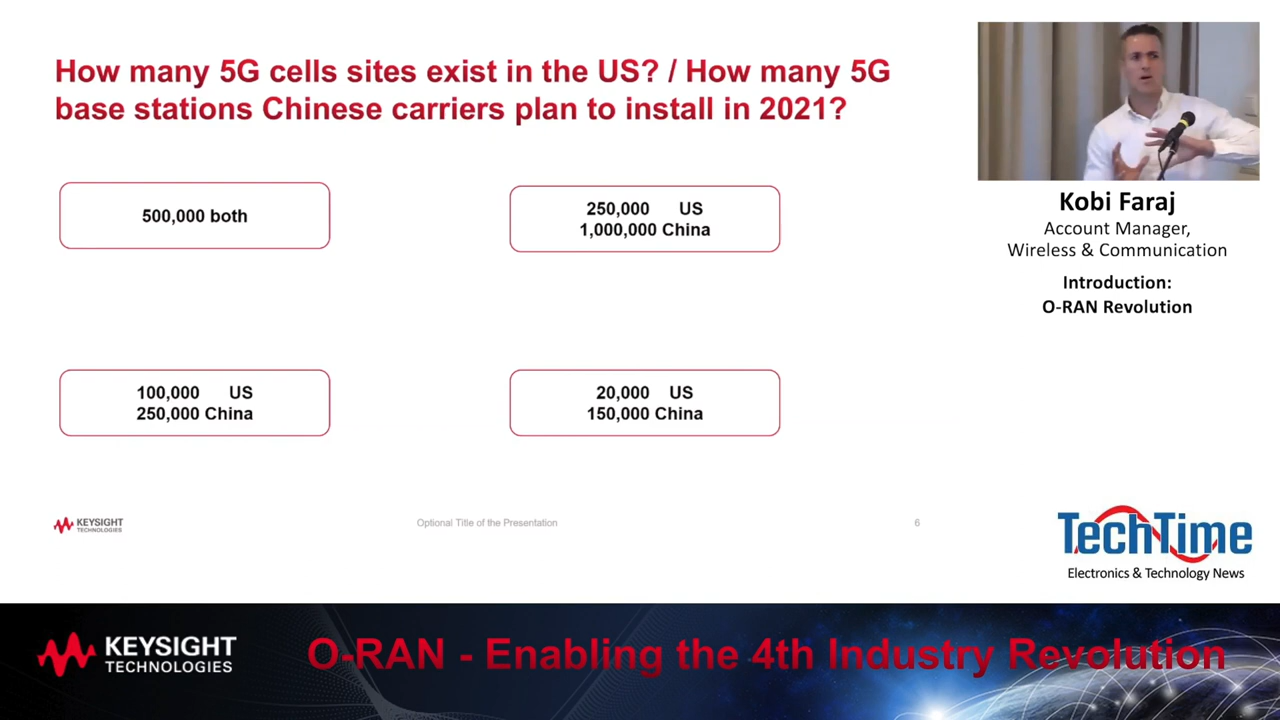 How many 5G cells sites exist in the US? / How many 5G
base stations Chinese carriers plan to install in 2021?
500,000 both
250,000 US
1,000,000 China
100,000 US
250,000 China
20,000 US
150,000 China
KEYSIGHT
TECHNOLOGIES
Optional Title of the Presentation
6
Kobi Faraj
Account Manager,
Wireless & Communication
Introduction:
O-RAN Revolution
TechTime
Electronics & Technology News
KEYSIGHT
TECHNOLOGIES
O-RAN - Enabling the 4th Industry Revolution